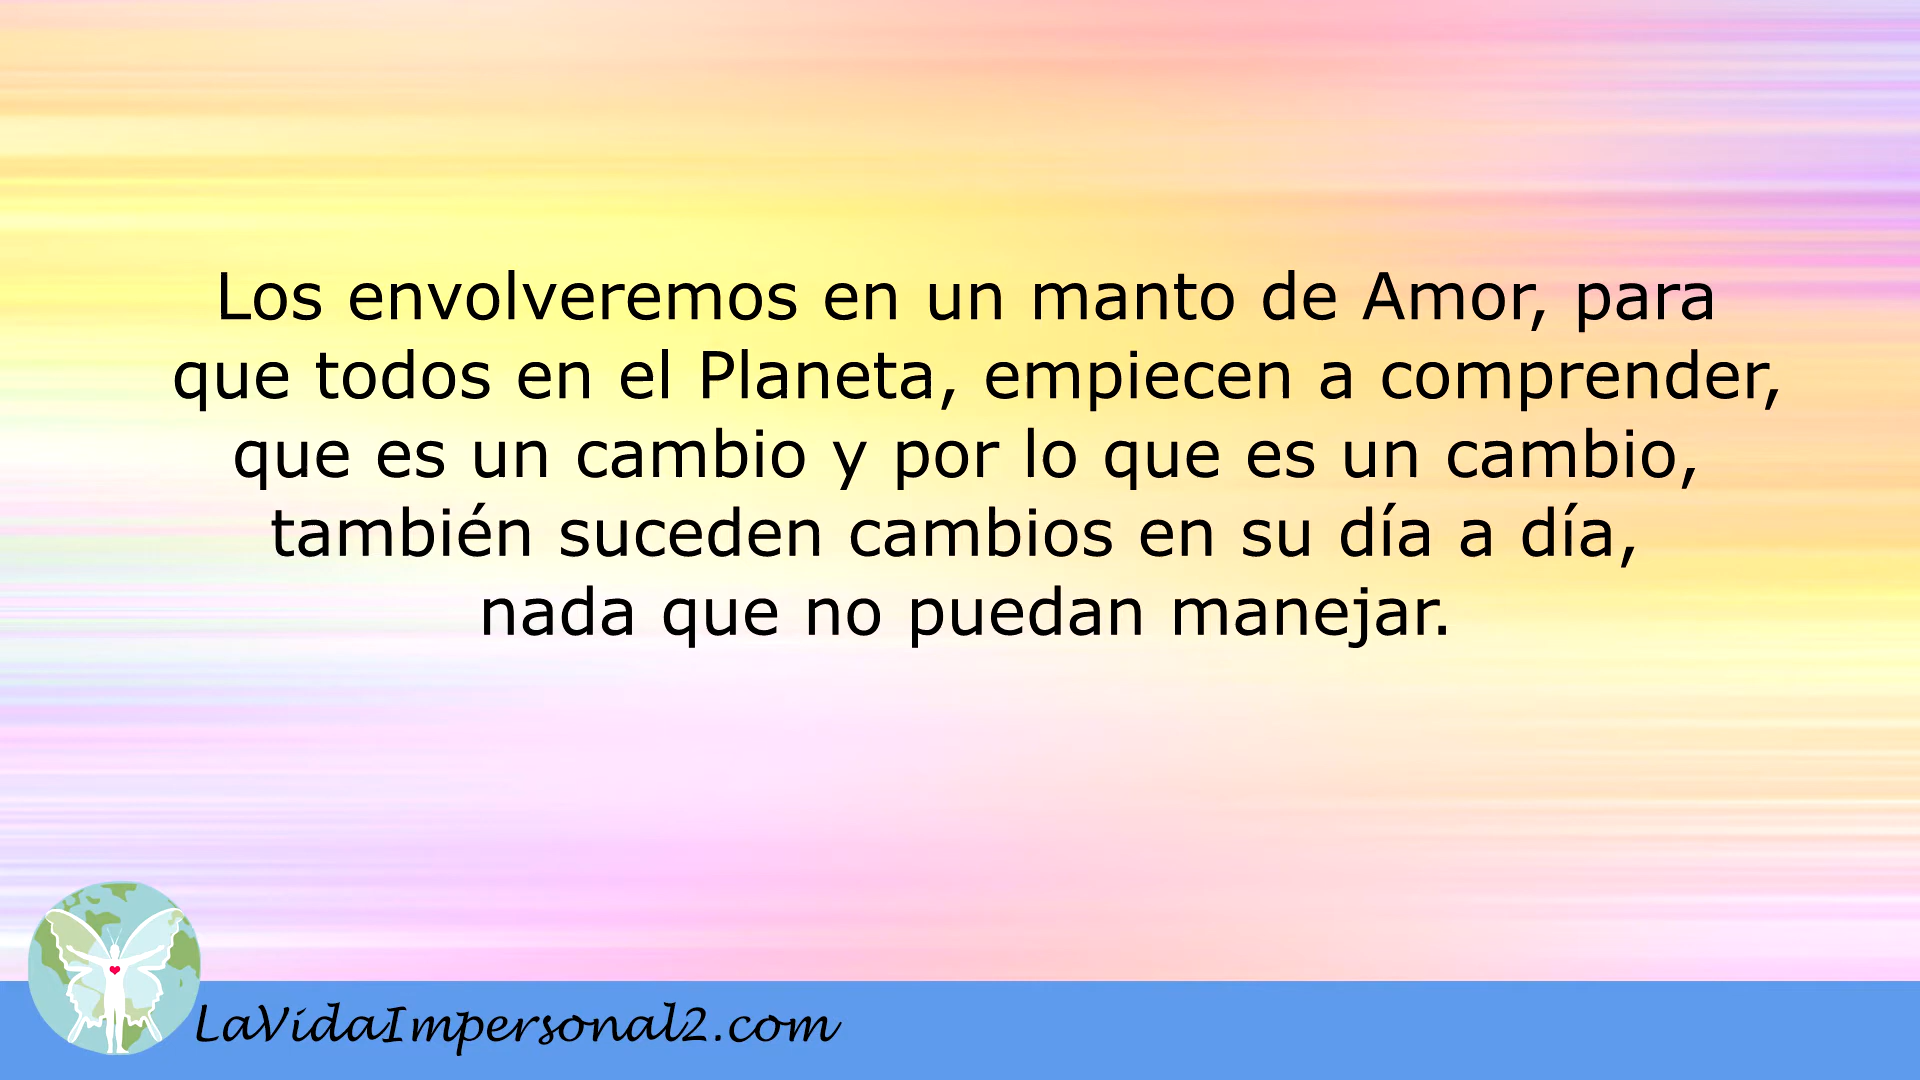 Los envolveremos en un manto de Amor, para
que todos en el Planeta, empiecen a comprender,
que es un cambio y por lo que es un cambio,
también suceden cambios en su día a día,
nada que no puedan manejar.
LaVidaImpersonal2.com